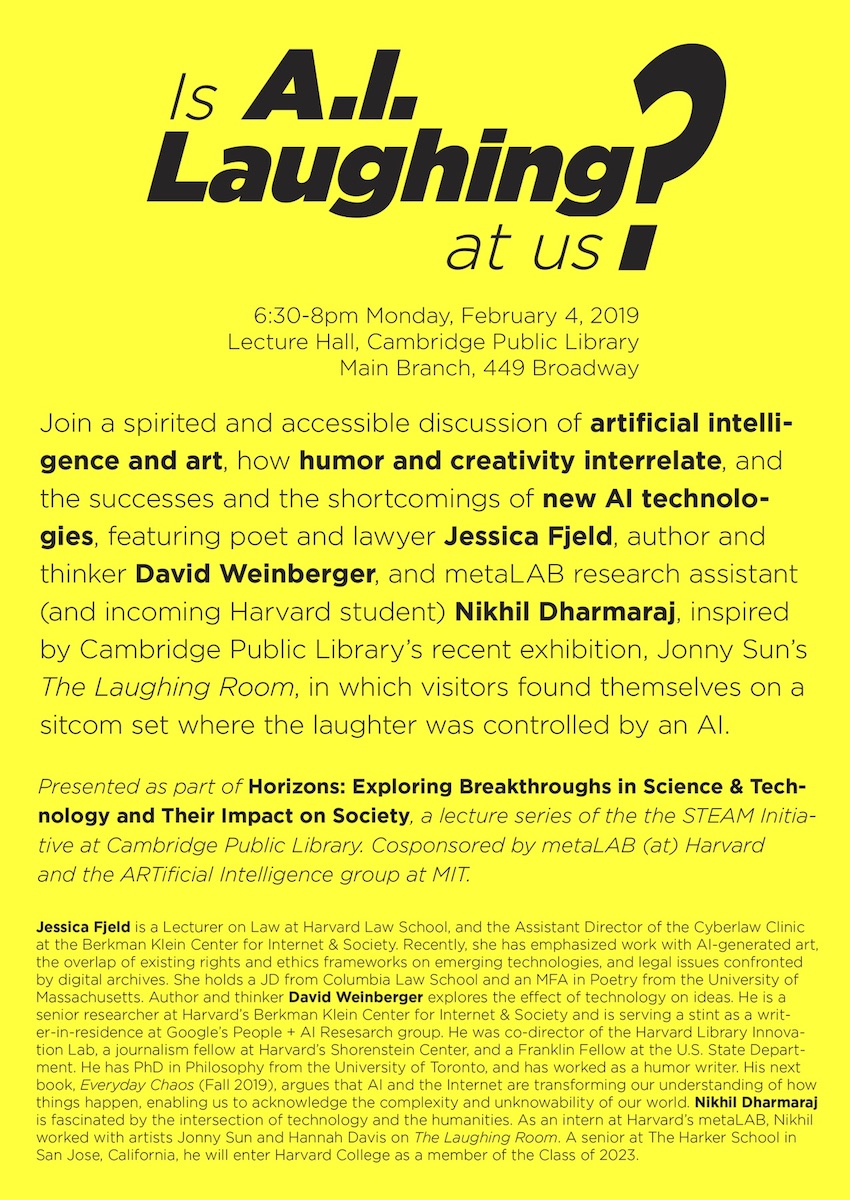 Is A.I.
Laughing?
at us
6:30-8pm Monday, February 4, 2019
Lecture Hall, Cambridge Public Library
Main Branch, 449 Broadway
Join a spirited and accessible discussion of artificial intelli-
gence and art, how humor and creativity interrelate, and
the successes and the shortcomings of new AI technolo-
gies, featuring poet and lawyer Jessica Fjeld, author and
thinker David Weinberger, and metaLAB research assistant
(and incoming Harvard student) Nikhil Dharmaraj, inspired
by Cambridge Public Library’s recent exhibition, Jonny Sun’s
The Laughing Room, in which visitors found themselves on a
sitcom set where the laughter was controlled by an AI.
Presented as part of Horizons: Exploring Breakthroughs in Science & Tech-
nology and Their Impact on Society, a lecture series of the the STEAM Initia-
tive at Cambridge Public Library. Cosponsored by metaLAB (at) Harvard
and the ARTificial Intelligence group at MIT.
Jessica Fjeld is a Lecturer on Law at Harvard Law School, and the Assistant Director of the Cyberlaw Clinic
at the Berkman Klein Center for Internet & Society. Recently, she has emphasized work with AI-generated art,
the overlap of existing rights and ethics frameworks on emerging technologies, and legal issues confronted
by digital archives. She holds a JD from Columbia Law School and an MFA in Poetry from the University of
Massachusetts. Author and thinker David Weinberger explores the effect of technology on ideas. He is a
senior researcher at Harvard’s Berkman Klein Center for Internet & Society and is serving a stint as a writ-
er-in-residence at Google’s People + AI Resesarch group. He was co-director of the Harvard Library Innova-
tion Lab, a journalism fellow at Harvard’s Shorenstein Center, and a Franklin Fellow at the U.S. State Depart-
ment. He has PhD in Philosophy from the University of Toronto, and has worked as a humor writer. His next
book, Everyday Chaos (Fall 2019), argues that AI and the Internet are transforming our understanding of how
things happen, enabling us to acknowledge the complexity and unknowability of our world. Nikhil Dharmaraj
is fascinated by the intersection of technology and the humanities. As an intern at Harvard’s metaLAB, Nikhil
worked with artists Jonny Sun and Hannah Davis on The Laughing Room. A senior at The Harker School in
San Jose, California, he will enter Harvard College as a member of the Class of 2023.